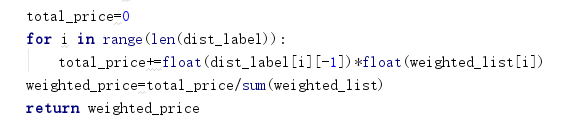 total_price=0
for i in range(len(dist_label)):
    total_price+=float(dist_label[i][-1])*float(weighted_list[i])
weighted_price=total_price/sum(weighted_list)
return weighted_price